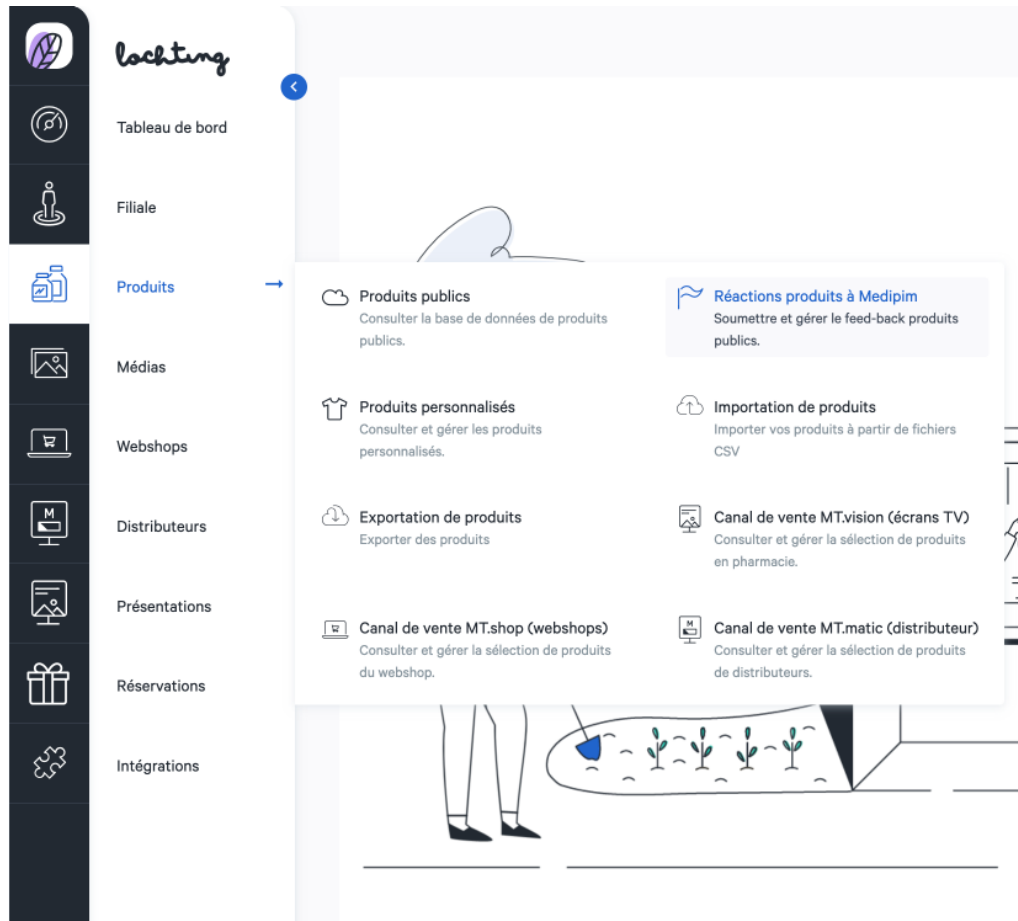 lochting
Tableau de bord
Filiale
Produits
Médias
Webshops
Distributeurs
Présentations
Réservations
Intégrations
Produits publics
Consulter la base de données de produits
publics.
Réactions produits à Medipim
Soumettre et gérer le feed-back produits
publics.
Produits personnalisés
Consulter et gérer les produits
personnalisés.
Importation de produits
Importer vos produits à partir de fichiers
CSV
Exportation de produits
Exporter des produits
Canal de vente MT.vision (écrans TV)
Consulter et gérer la sélection de produits
en pharmacie.
Canal de vente MT.shop (webshops)
Consulter et gérer la sélection de produits
du webshop.
Canal de vente MT.matic (distributeur)
Consulter et gérer la sélection de produits
de distributeurs.
M
M